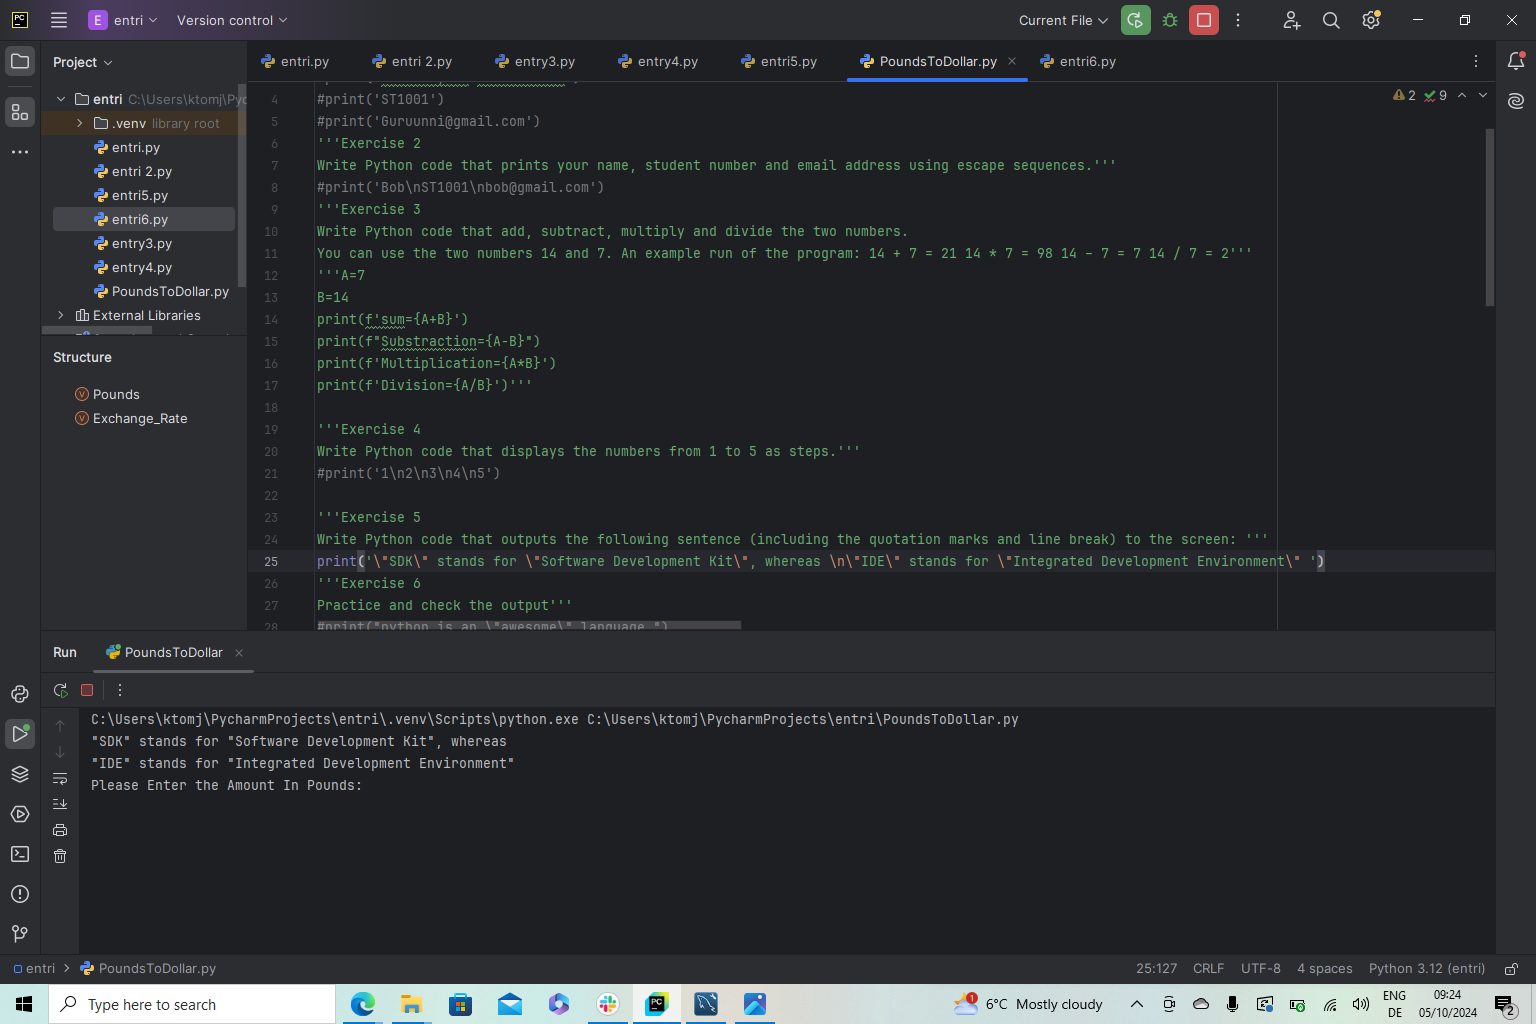 PC
E entri
Version control
Current File
Project
entri.py
entri 2.py
entry3.py
entry4.py
entri5.py
PoundsToDollar.py
entri6.py
entri C:\Users\ktomj\Pyc
.venv library root
entri.py
entri 2.py
entri5.py
entri6.py
entry3.py
entry4.py
PoundsToDollar.py
External Libraries
Structure
Pounds
Exchange_Rate
2 9
4 #print('ST1001')
5 #print('Guruunni@gmail.com')
6 '''Exercise 2
7 Write Python code that prints your name, student number and email address using escape sequences.'''
8 #print('Bob\nST1001\nbob@gmail.com')
9 '''Exercise 3
10 Write Python code that add, subtract, multiply and divide the two numbers.
11 You can use the two numbers 14 and 7. An example run of the program: 14 + 7 = 21 14 * 7 = 98 14 - 7 = 7 14 / 7 = 2'''
12 '''A=7
13 B=14
14 print(f'sum={A+B}')
15 print(f"Substraction={A-B}")
16 print(f'Multiplication={A*B}')
17 print(f'Division={A/B}')'''
18
19 '''Exercise 4
20 Write Python code that displays the numbers from 1 to 5 as steps.'''
21 #print('1\n2\n3\n4\n5')
22
23 '''Exercise 5
24 Write Python code that outputs the following sentence (including the quotation marks and line break) to the screen: '''
25 print('\"SDK\" stands for \"Software Development Kit\", whereas \n\"IDE\" stands for \"Integrated Development Environment\" ')
26 '''Exercise 6
27 Practice and check the output'''
28 #print("python is an \"awesome\" language.")
Run
PoundsToDollar
C:\Users\ktomj\PycharmProjects\entri\.venv\Scripts\python.exe C:\Users\ktomj\PycharmProjects\entri\PoundsToDollar.py
"SDK" stands for "Software Development Kit", whereas
"IDE" stands for "Integrated Development Environment"
Please Enter the Amount In Pounds:
entri
PoundsToDollar.py
25:127 CRLF UTF-8 4 spaces Python 3.12 (entri)
Type here to search
PC
1
6°C Mostly cloudy
ENG
DE
09:24
05/10/2024
2